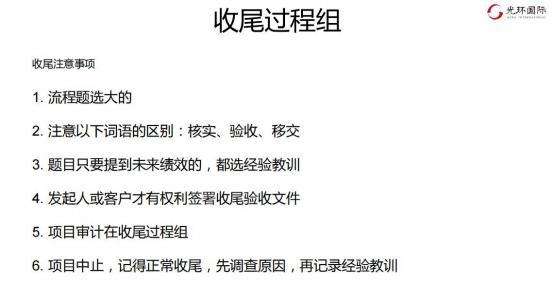 收尾过程组
光环国际
收尾注意事项
1. 流程题选大的
2. 注意以下词语的区别：核实、验收、移交
3. 题目只要提到未来绩效的，都选经验教训
4. 发起人或客户才有权利签署收尾验收文件
5. 项目审计在收尾过程组
6. 项目中止，记得正常收尾，先调查原因，再记录经验教训